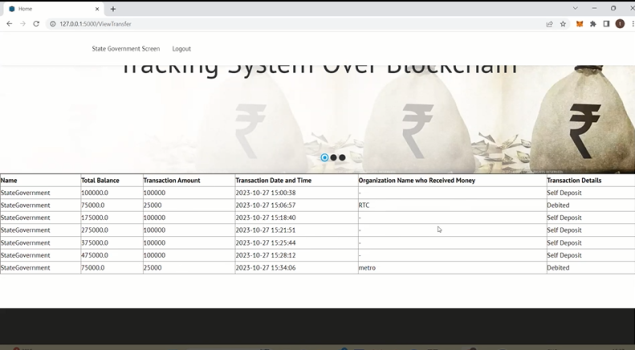 Home
127.0.0.1:5000/ViewTransfer
State Government Screen Logout
Tracking System Over Blockchain
Name Total Balance Transaction Amount Transaction Date and Time Organization Name who Received Money Transaction Details
StateGovernment 100000.0 100000 2023-10-27 15:00:38 - Self Deposit
StateGovernment 75000.0 25000 2023-10-27 15:06:57 RTC Debited
StateGovernment 175000.0 100000 2023-10-27 15:18:40 - Self Deposit
StateGovernment 275000.0 100000 2023-10-27 15:21:51 - Self Deposit
StateGovernment 375000.0 100000 2023-10-27 15:25:44 - Self Deposit
StateGovernment 475000.0 100000 2023-10-27 15:28:12 - Self Deposit
StateGovernment 75000.0 25000 2023-10-27 15:34:06 metro Debited